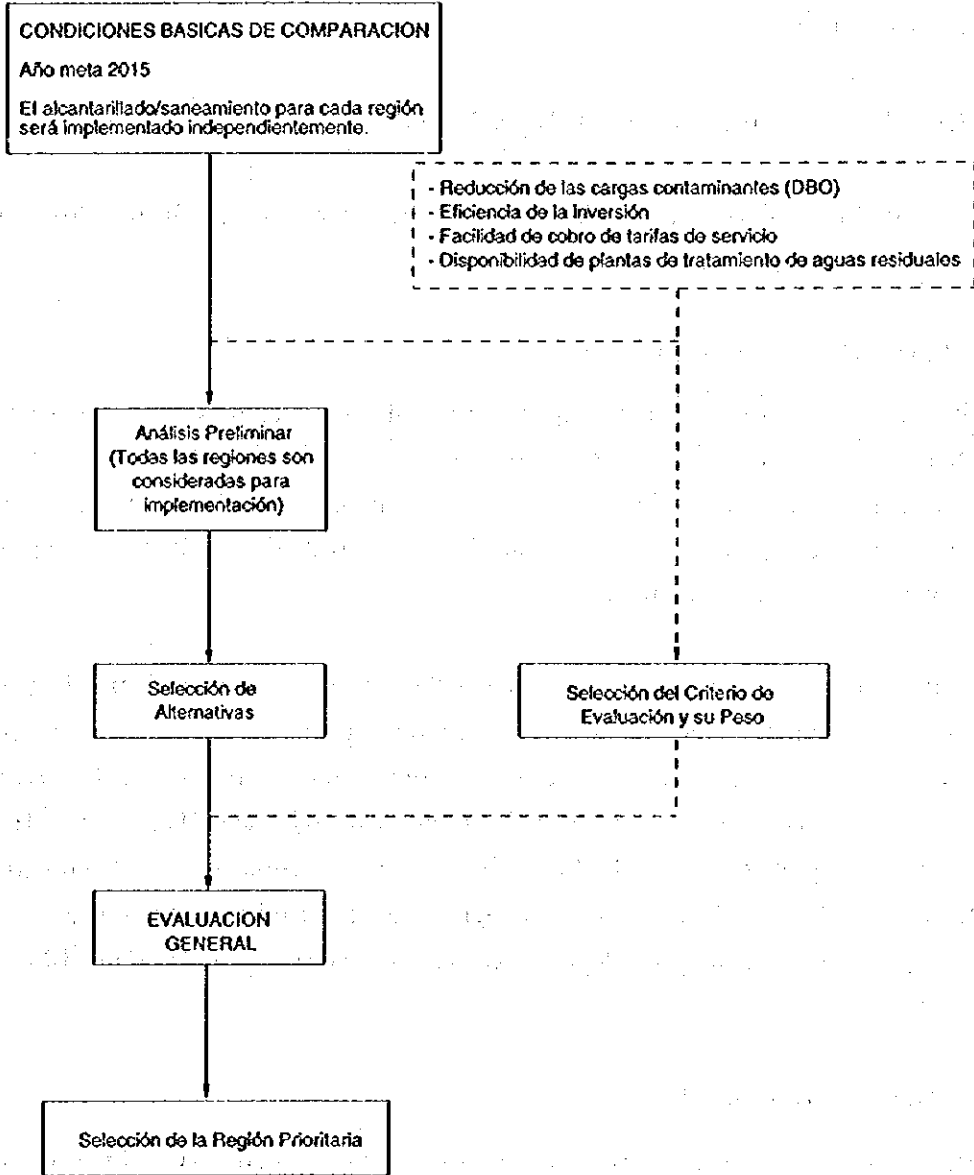 CONDICIONES BASICAS DE COMPARACION
Año meta 2015
El alcantarillado/saneamiento para cada región
será implementado independientemente.
- Reducción de las cargas contaminantes (DBO)
- Eficiencia de la Inversión
- Facilidad de cobro de tarifas de servicio
- Disponibilidad de plantas de tratamiento de aguas residuales
Análisis Preliminar
(Todas las regiones son
consideradas para
implementación)
Selección de
Alternativas
Selección del Criterio de
Evaluación y su Peso
EVALUACION
GENERAL
Selección de la Región Prioritaria